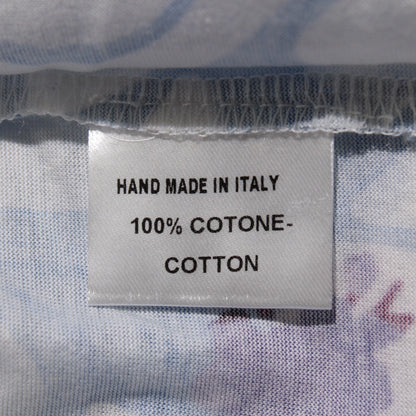 HAND MADE IN ITALY
100% COTONE-
COTTON